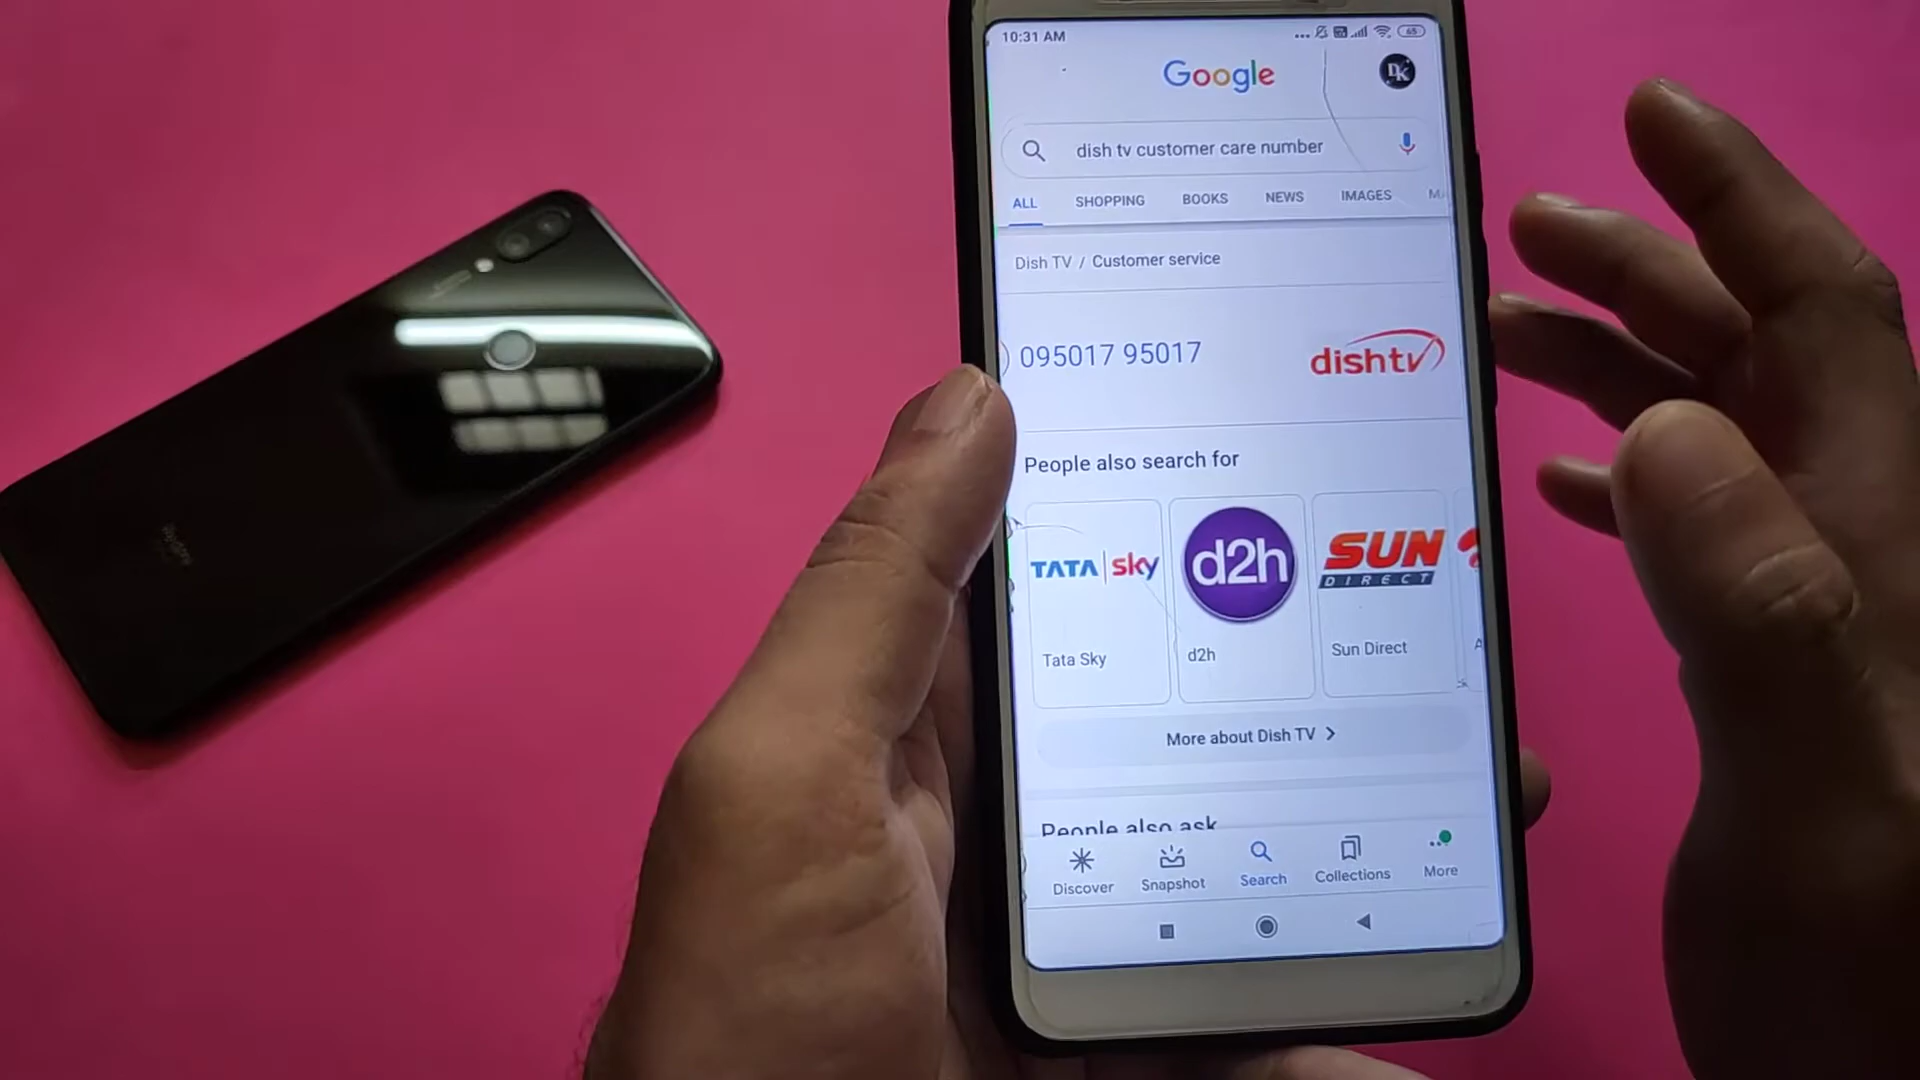 10:31 AM
65
Google
DK
dish tv customer care number
ALL SHOPPING BOOKS NEWS IMAGES
Dish TV / Customer service
095017 95017
dishtv
People also search for
TATA sky
d2h
SUN
DIRECT
Tata Sky
d2h
Sun Direct
More about Dish TV
People also ask
Discover
Snapshot
Search
Collections
More